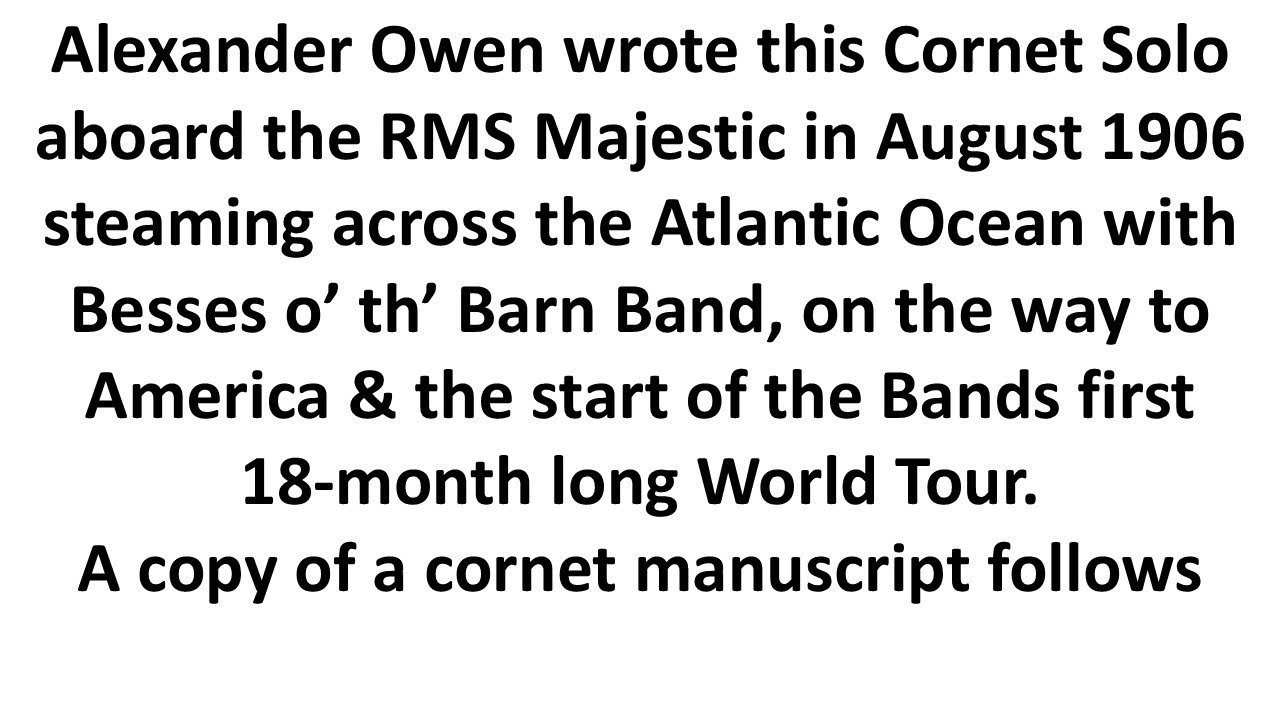 Alexander Owen wrote this Cornet Solo
aboard the RMS Majestic in August 1906
steaming across the Atlantic Ocean with
Besses o’ th’ Barn Band, on the way to
America & the start of the Bands first
18-month long World Tour.
A copy of a cornet manuscript follows